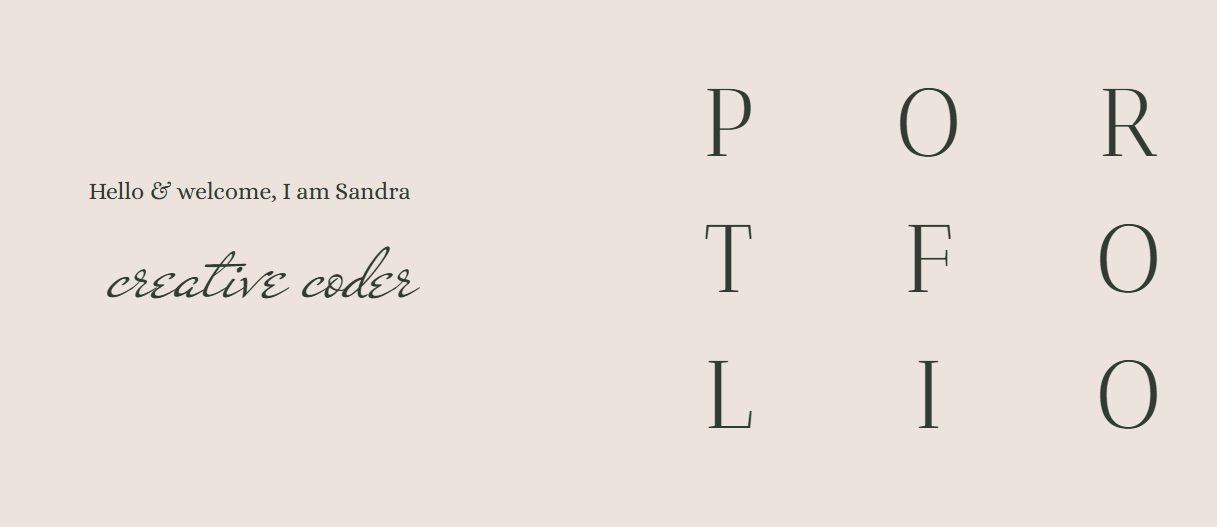 Hello & welcome, I am Sandra
creative coder
P O R
T F O
L I O